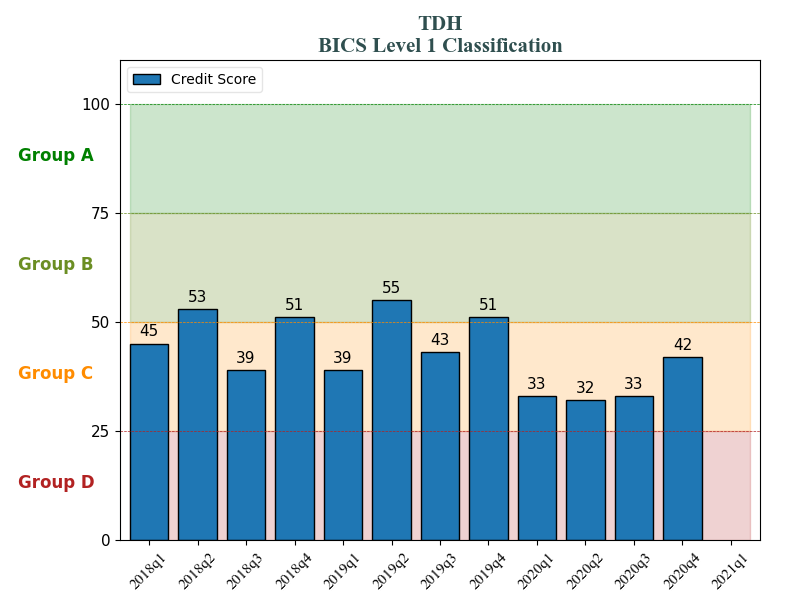 TDH
BICS Level 1 Classification
Credit Score
100
Group A
75
Group B
55
53
51
51
50
45
43
42
39
39
Group C
33
32
33
25
Group D
0
2018q1
2018q2
2018q3
2018q4
2019q1
2019q2
2019q3
2019q4
2020q1
2020q2
2020q3
2020q4
2021q1